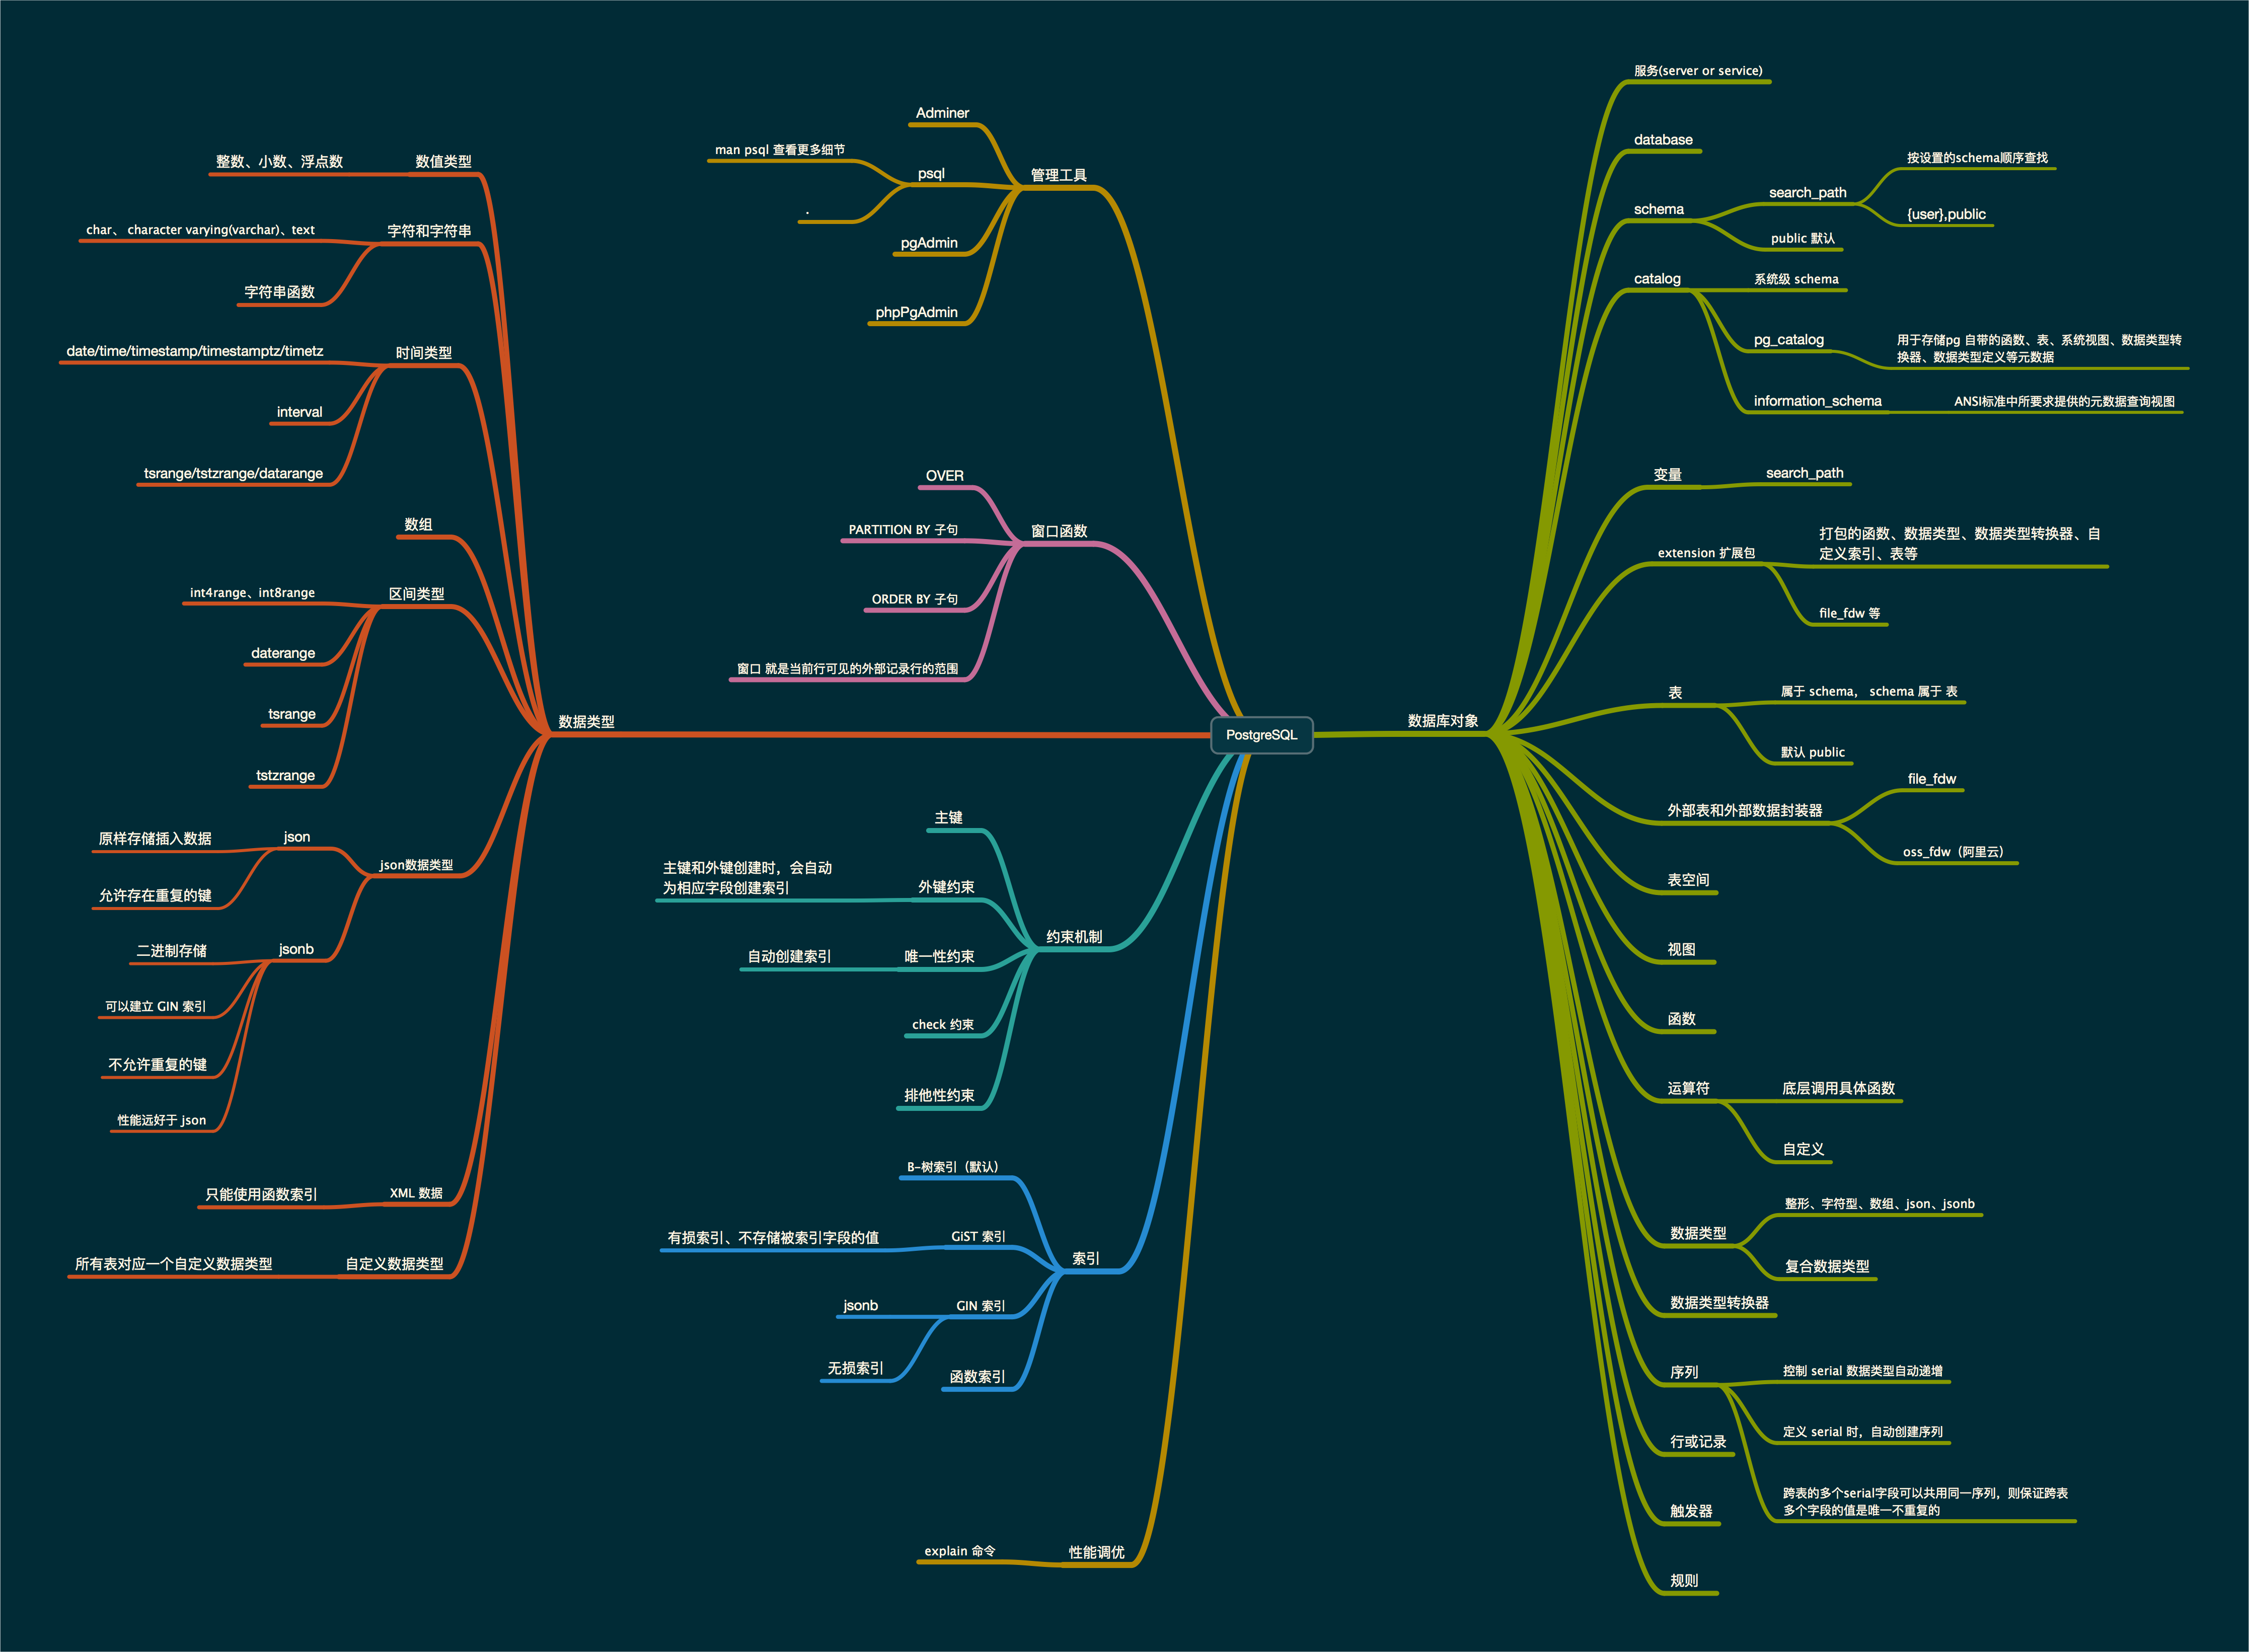 PostgreSQL
管理工具
Adminer
psql
man psql 查看更多细节
.
pgAdmin
phpPgAdmin
窗口函数
OVER
PARTITION BY 子句
ORDER BY 子句
窗口 就是当前行可见的外部记录行的范围
数据类型
数值类型
整数、小数、浮点数
字符和字符串
char、 character varying(varchar)、text
字符串函数
时间类型
date/time/timestamp/timestamptz/timetz
interval
tsrange/tstzrange/datarange
数组
区间类型
int4range、int8range
daterange
tsrange
tstzrange
json数据类型
json
原样存储插入数据
允许存在重复的键
jsonb
二进制存储
可以建立 GIN 索引
不允许重复的键
性能远好于 json
XML 数据
只能使用函数索引
自定义数据类型
所有表对应一个自定义数据类型
约束机制
主键
外键约束
主键和外键创建时，会自动
为相应字段创建索引
唯一性约束
自动创建索引
check 约束
排他性约束
索引
B-树索引（默认）
GiST 索引
有损索引、不存储被索引字段的值
GIN 索引
jsonb
无损索引
函数索引
性能调优
explain 命令
数据库对象
服务(server or service)
database
schema
search_path
按设置的schema顺序查找
{user},public
public 默认
catalog
系统级 schema
pg_catalog
用于存储pg 自带的函数、表、系统视图、数据类型转
换器、数据类型定义等元数据
information_schema
ANSI标准中所要求提供的元数据查询视图
变量
search_path
extension 扩展包
打包的函数、数据类型、数据类型转换器、自
定义索引、表等
file_fdw 等
表
属于 schema， schema 属于 表
默认 public
外部表和外部数据封装器
file_fdw
oss_fdw（阿里云）
表空间
视图
函数
运算符
底层调用具体函数
自定义
数据类型
整形、字符型、数组、json、jsonb
复合数据类型
数据类型转换器
序列
控制 serial 数据类型自动递增
定义 serial 时，自动创建序列
跨表的多个serial字段可以共用同一序列，则保证跨表
多个字段的值是唯一不重复的
行或记录
触发器
规则